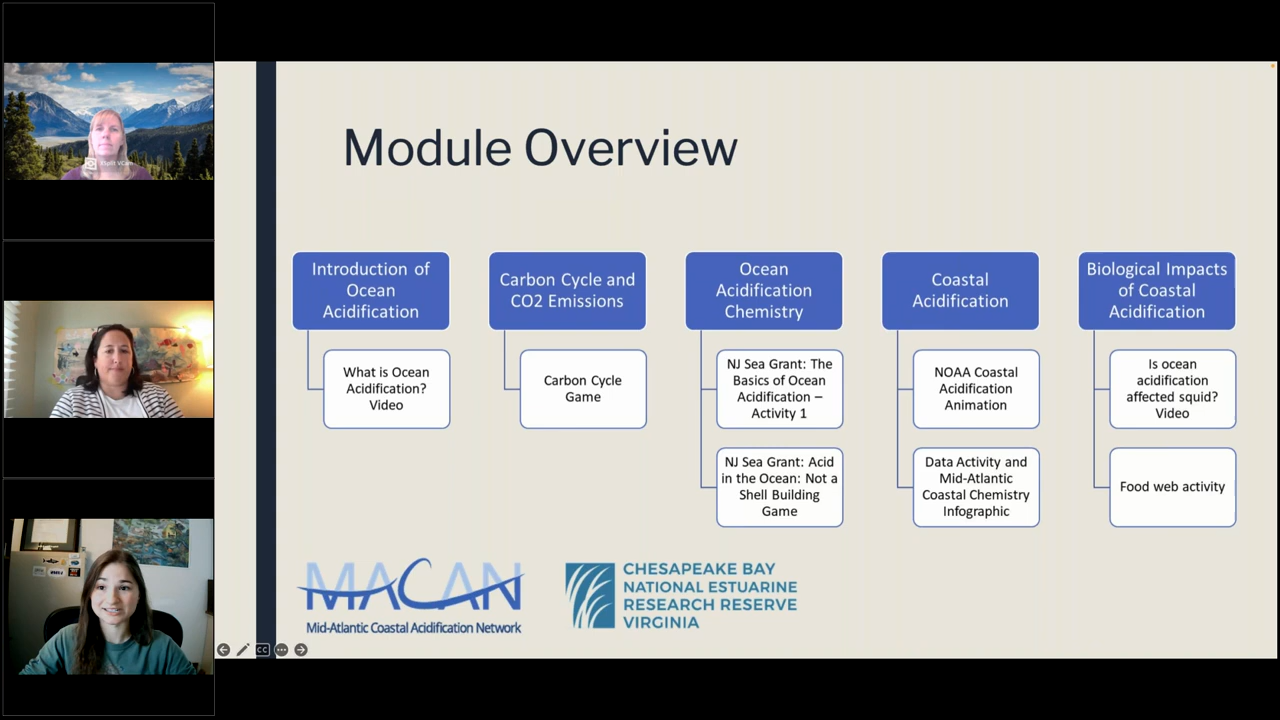 XSplit VCam
Module Overview
Introduction of
Ocean
Acidification
What is Ocean
Acidification?
Video
Carbon Cycle and
CO2 Emissions
Carbon Cycle
Game
Ocean
Acidification
Chemistry
NJ Sea Grant: The
Basics of Ocean
Acidification –
Activity 1
NJ Sea Grant: Acid
in the Ocean: Not a
Shell Building
Game
Coastal
Acidification
NOAA Coastal
Acidification
Animation
Data Activity and
Mid-Atlantic
Coastal Chemistry
Infographic
Biological Impacts
of Coastal
Acidification
Is ocean
acidification
affected squid?
Video
Food web activity
MACAN
Mid-Atlantic Coastal Acidification Network
CHESAPEAKE BAY
NATIONAL ESTUARINE
RESEARCH RESERVE
VIRGINIA
CC